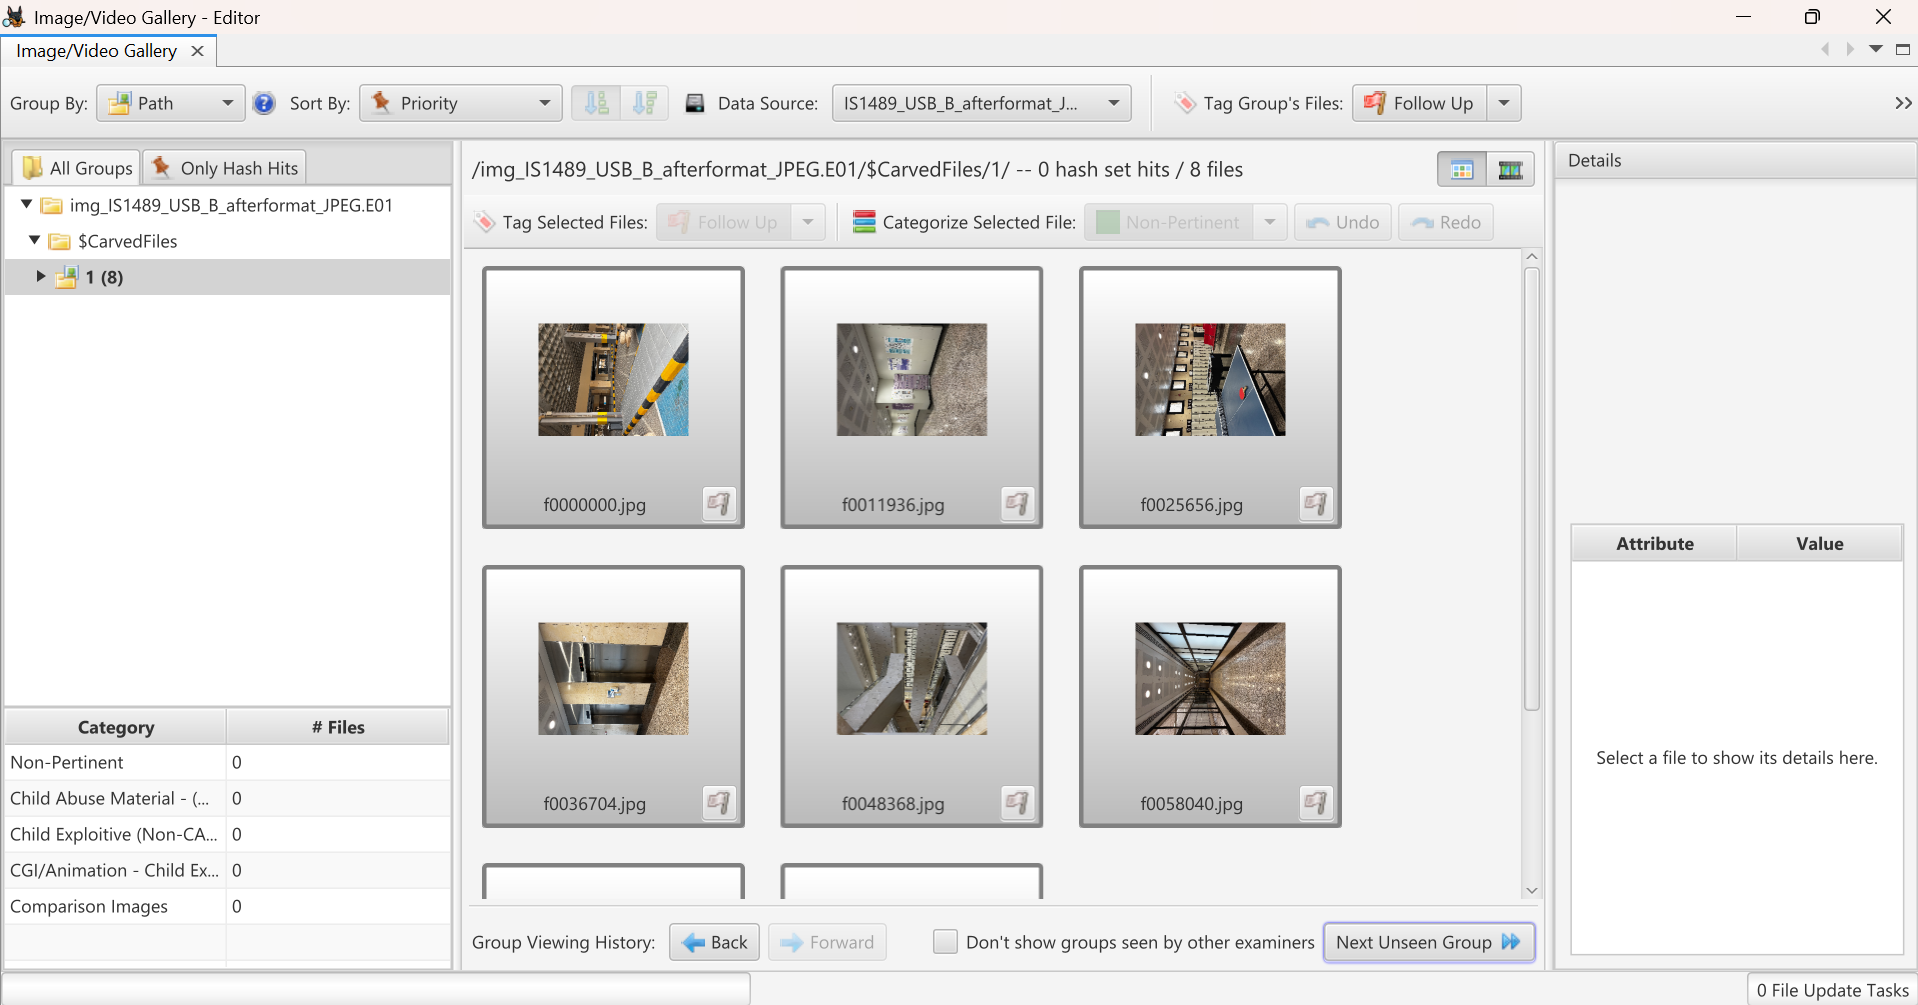 Image/Video Gallery - Editor
Image/Video Gallery
Group By: Path Sort By: Priority Data Source: IS1489_USB_B_afterformat_J... Tag Group's Files: Follow Up
All Groups Only Hash Hits
img_IS1489_USB_B_afterformat_JPEG.E01
$CarvedFiles
1 (8)
Category # Files
Non-Pertinent 0
Child Abuse Material - (... 0
Child Exploitive (Non-CA... 0
CGI/Animation - Child Ex... 0
Comparison Images 0
/img_IS1489_USB_B_afterformat_JPEG.E01/$CarvedFiles/1/ -- 0 hash set hits / 8 files
Tag Selected Files: Follow Up Categorize Selected File: Non-Pertinent Undo Redo
f0000000.jpg f0011936.jpg f0025656.jpg
f0036704.jpg f0048368.jpg f0058040.jpg
Group Viewing History: Back Forward Don't show groups seen by other examiners Next Unseen Group
Details
Attribute Value
Select a file to show its details here.
0 File Update Tasks